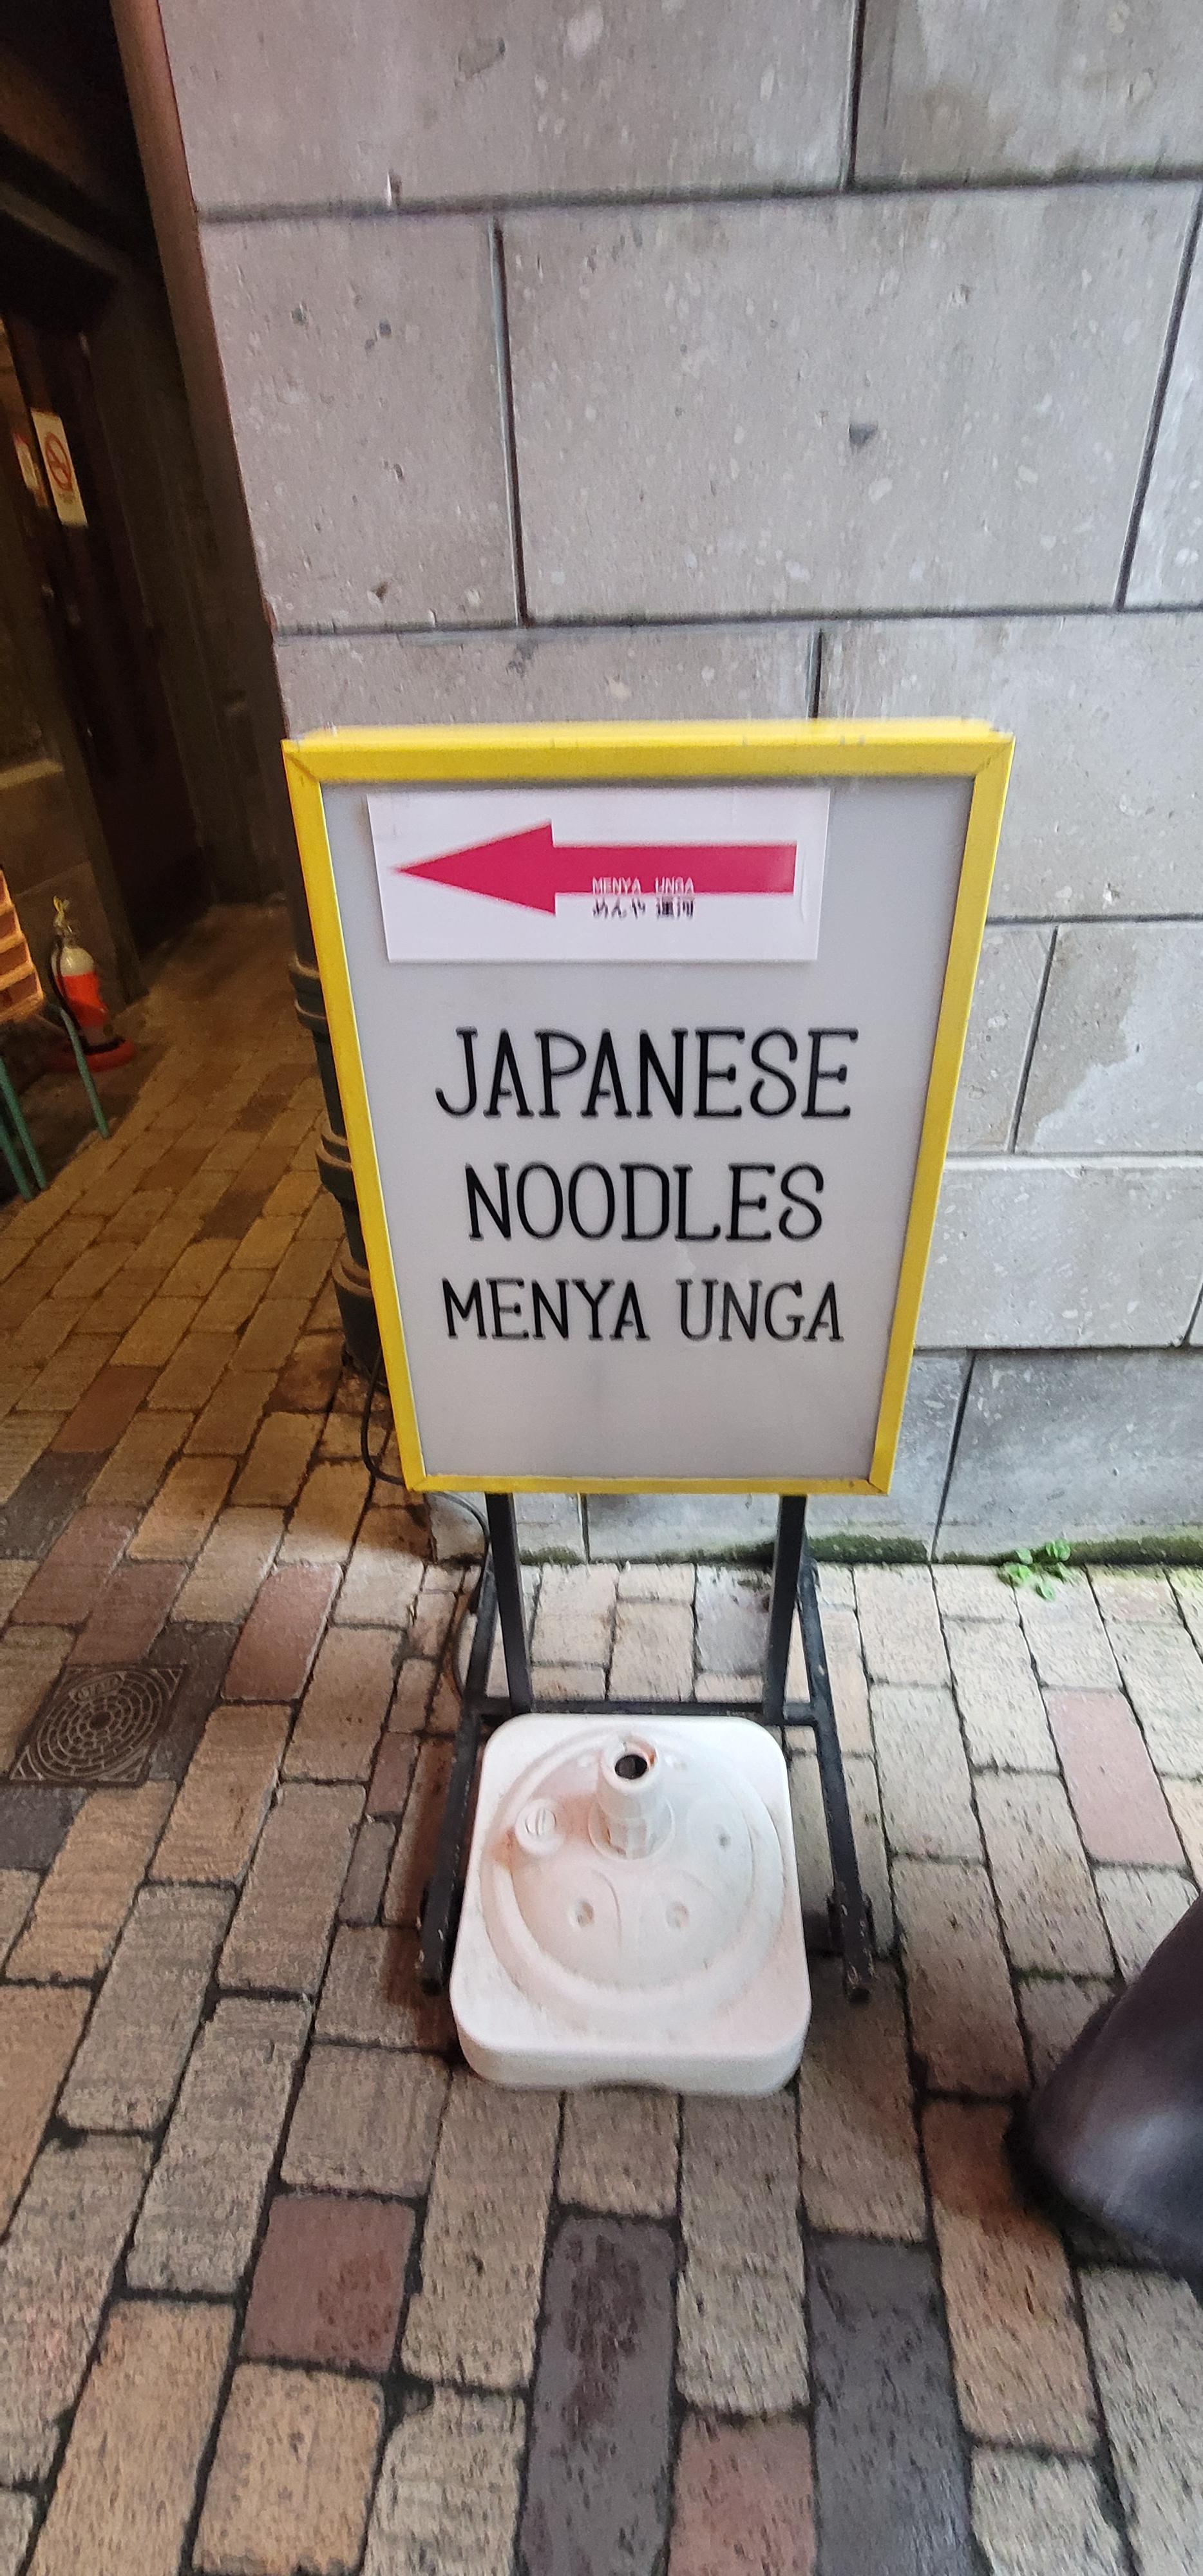 MENYA UNGA
めんや 運河
JAPANESE
NOODLES
MENYA UNGA